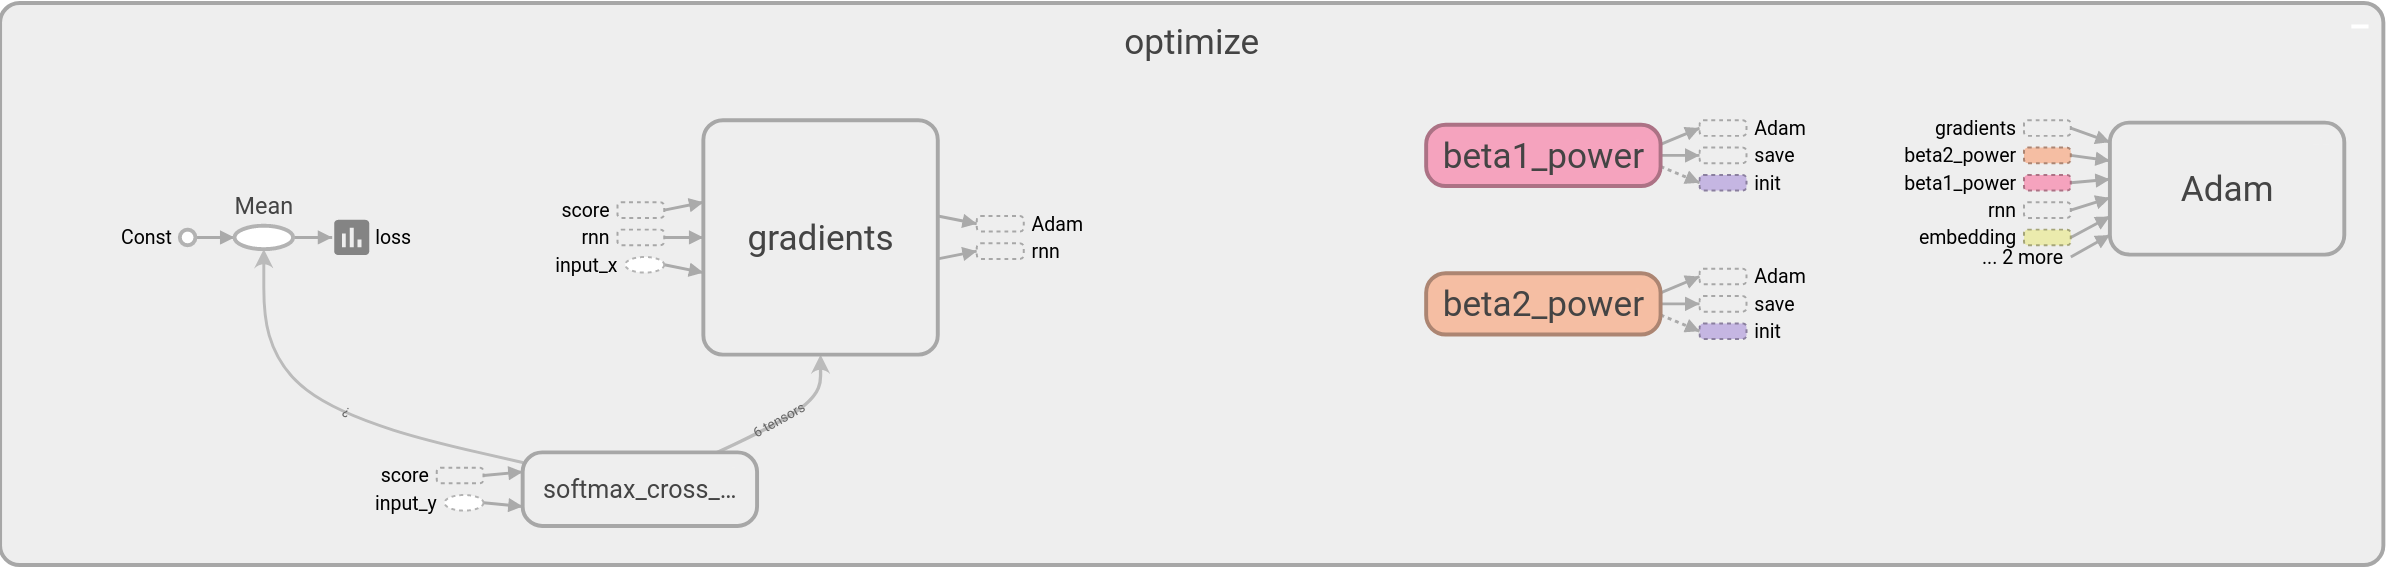 optimize
Mean
Const
loss
score
rnn
input_x
gradients
Adam
rnn
6 tensors
score
input_y
softmax_cross_...
beta1_power
Adam
save
init
beta2_power
Adam
save
init
gradients
beta2_power
beta1_power
rnn
embedding
... 2 more
Adam